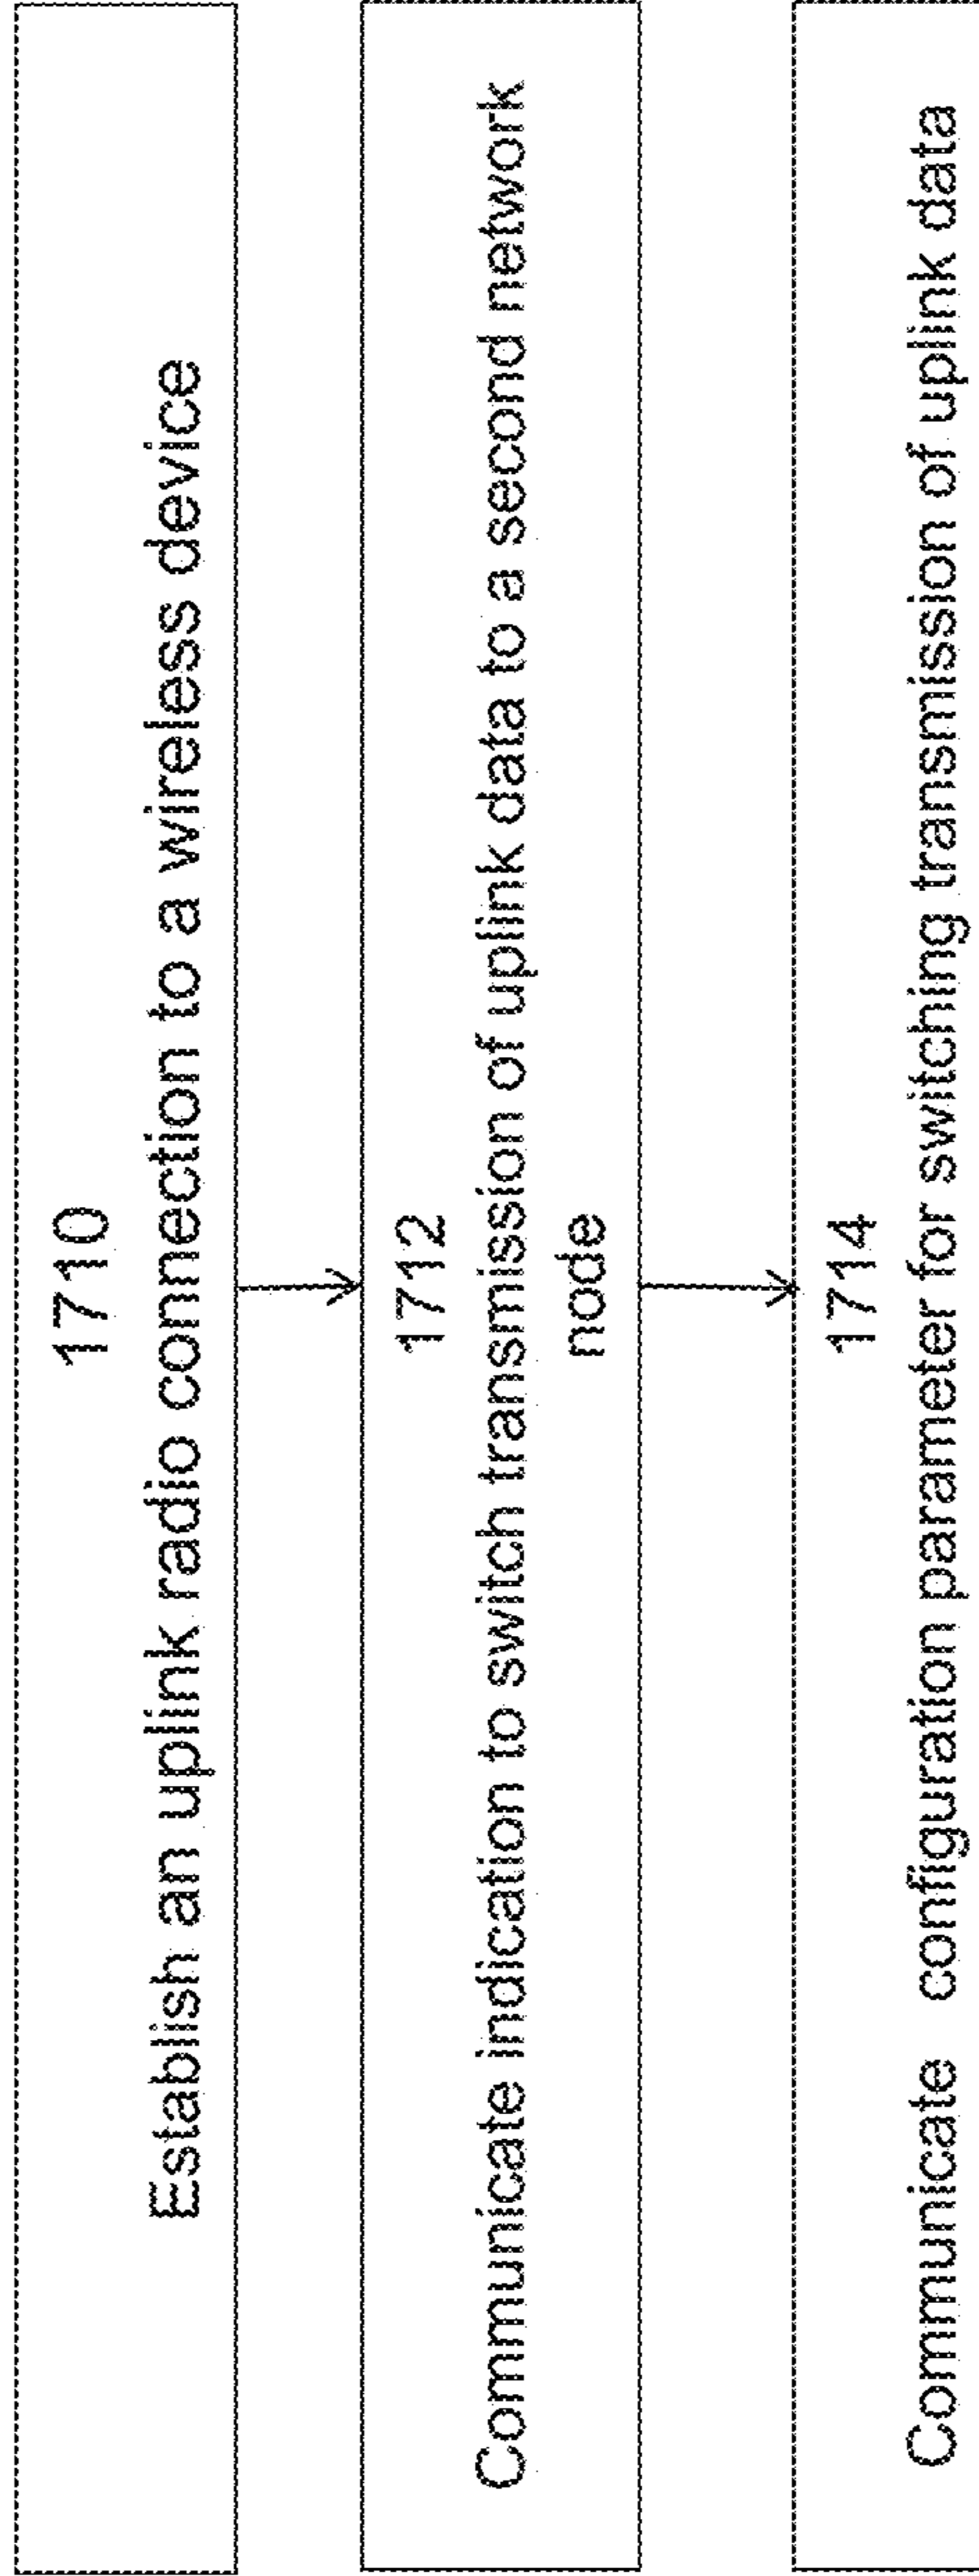 1710
Establish an uplink radio connection to a wireless device
1712
Communicate indication to switch transmission of uplink data to a second network
node
1714
Communicate configuration parameter for switching transmission of uplink data